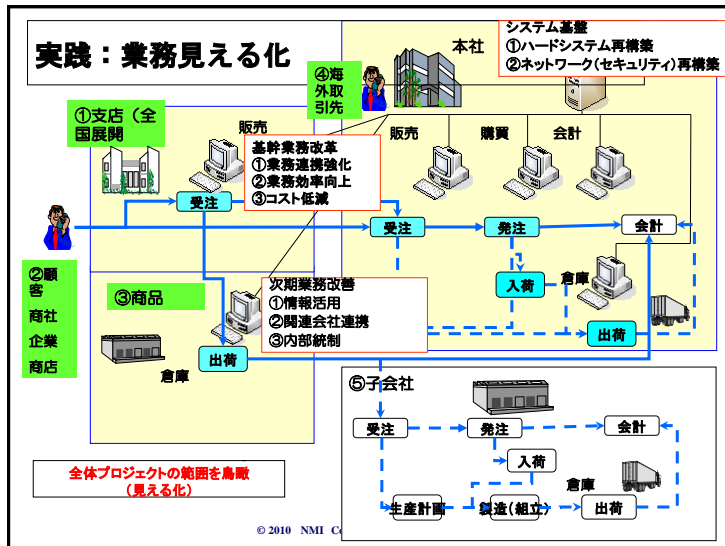 実践：業務見える化
システム基盤
①ハードシステム再構築
②ネットワーク（セキュリティ）再構築
本社
④海
外取
引先
①支店（全
国展開
販売
基幹業務改革
①業務連携強化
②業務効率向上
③コスト低減
販売
購買
会計
受注
受注
発注
会計
②顧
客
商社
企業
商店
③商品
次期業務改善
①情報活用
②関連会社連携
③内部統制
入荷
倉庫
出荷
出荷
倉庫
⑤子会社
受注
発注
会計
入荷
倉庫
生産計画
製造（組立）
出荷
全体プロジェクトの範囲を鳥瞰
（見える化）
© 2010 NMI